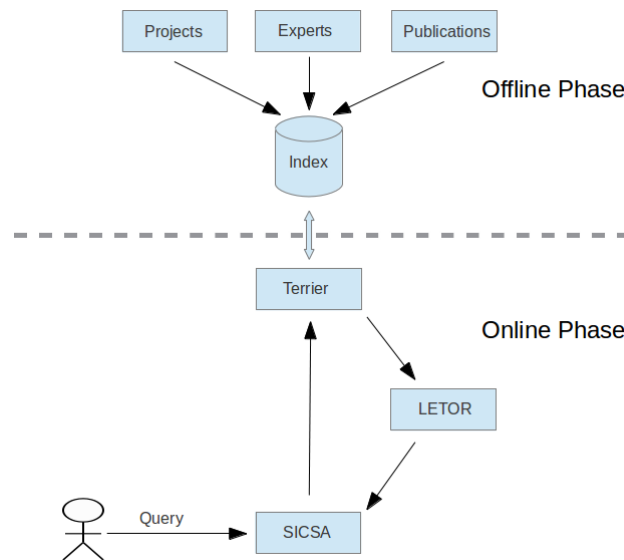 Projects
Experts
Publications
Offline Phase
Index
Terrier
Online Phase
LETOR
Query
SICSA